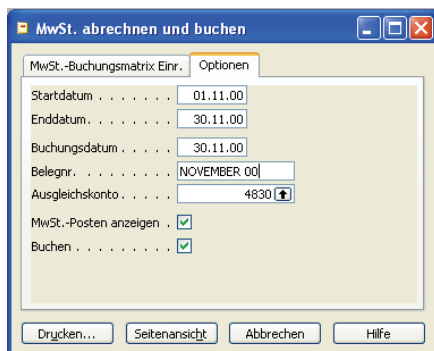 MwSt. abrechnen und buchen
MwSt.-Buchungsmatrix Einr. Optionen
Startdatum . . . . . . . 01.11.00
Enddatum. . . . . . . . 30.11.00
Buchungsdatum . . . . . 30.11.00
Belegnr. . . . . . . . . NOVEMBER 00
Ausgleichskonto . . . . . 4830
MwSt.-Posten anzeigen .
Buchen . . . . . . . . .
Drucken... Seitenansicht Abbrechen Hilfe